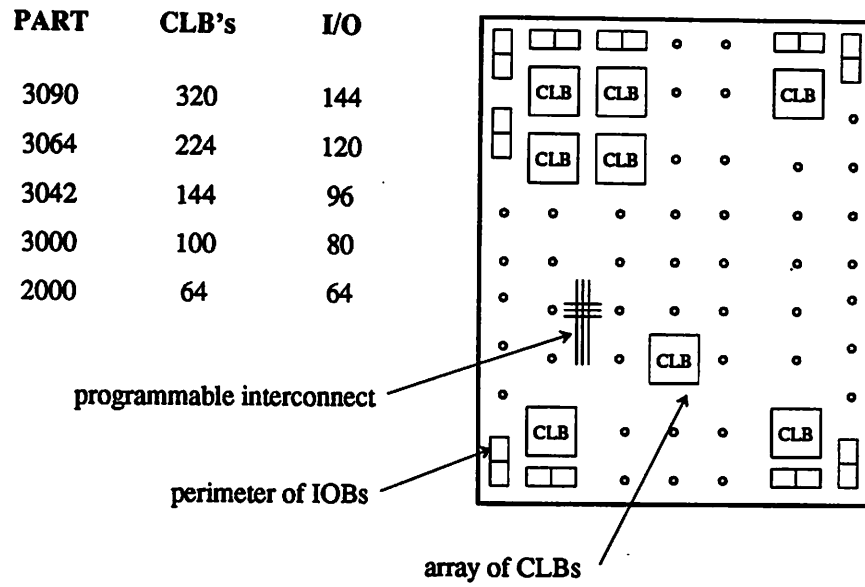 PART CLB's I/O
3090 320 144
3064 224 120
3042 144 96
3000 100 80
2000 64 64
CLB CLB CLB
CLB CLB
CLB
programmable interconnect
CLB CLB
perimeter of IOBs
array of CLBs